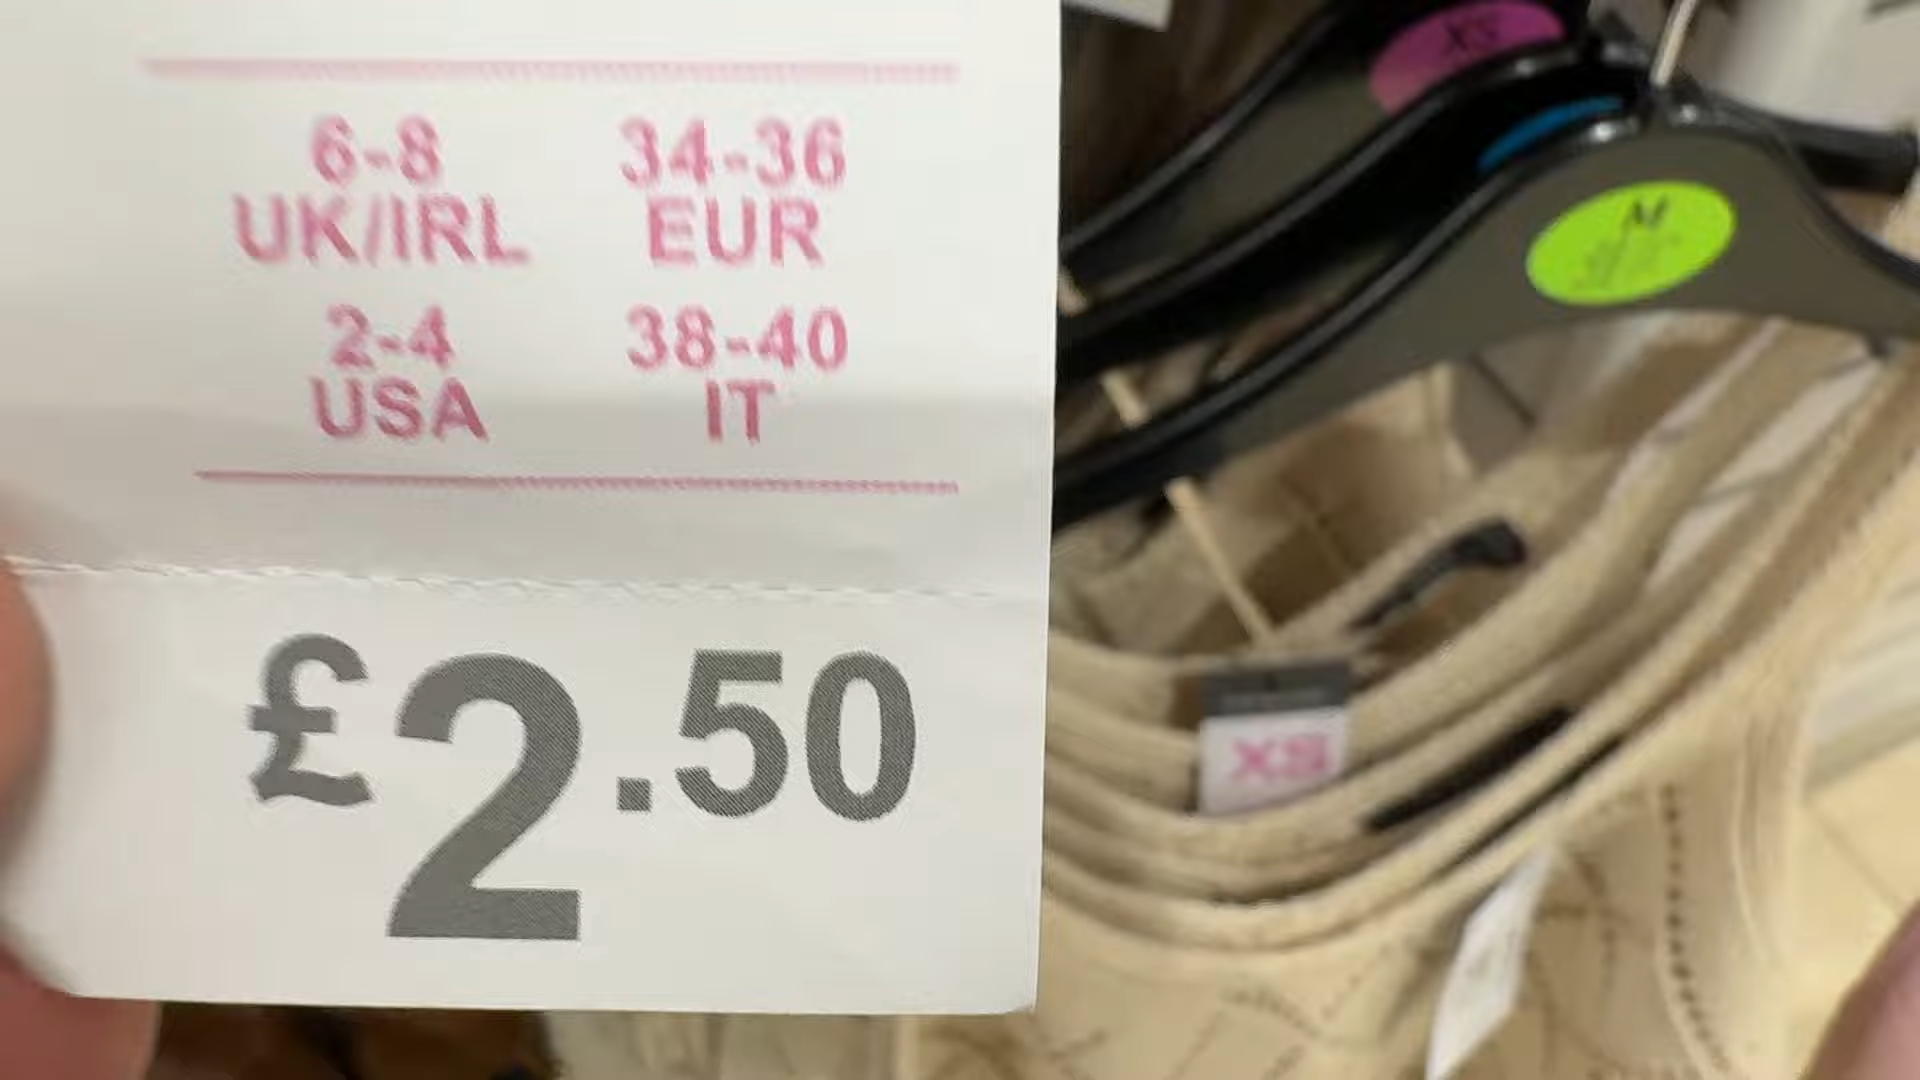 6-8 34-36
UK/IRL EUR
2-4 38-40
USA IT
£2.50
XS
M
XS